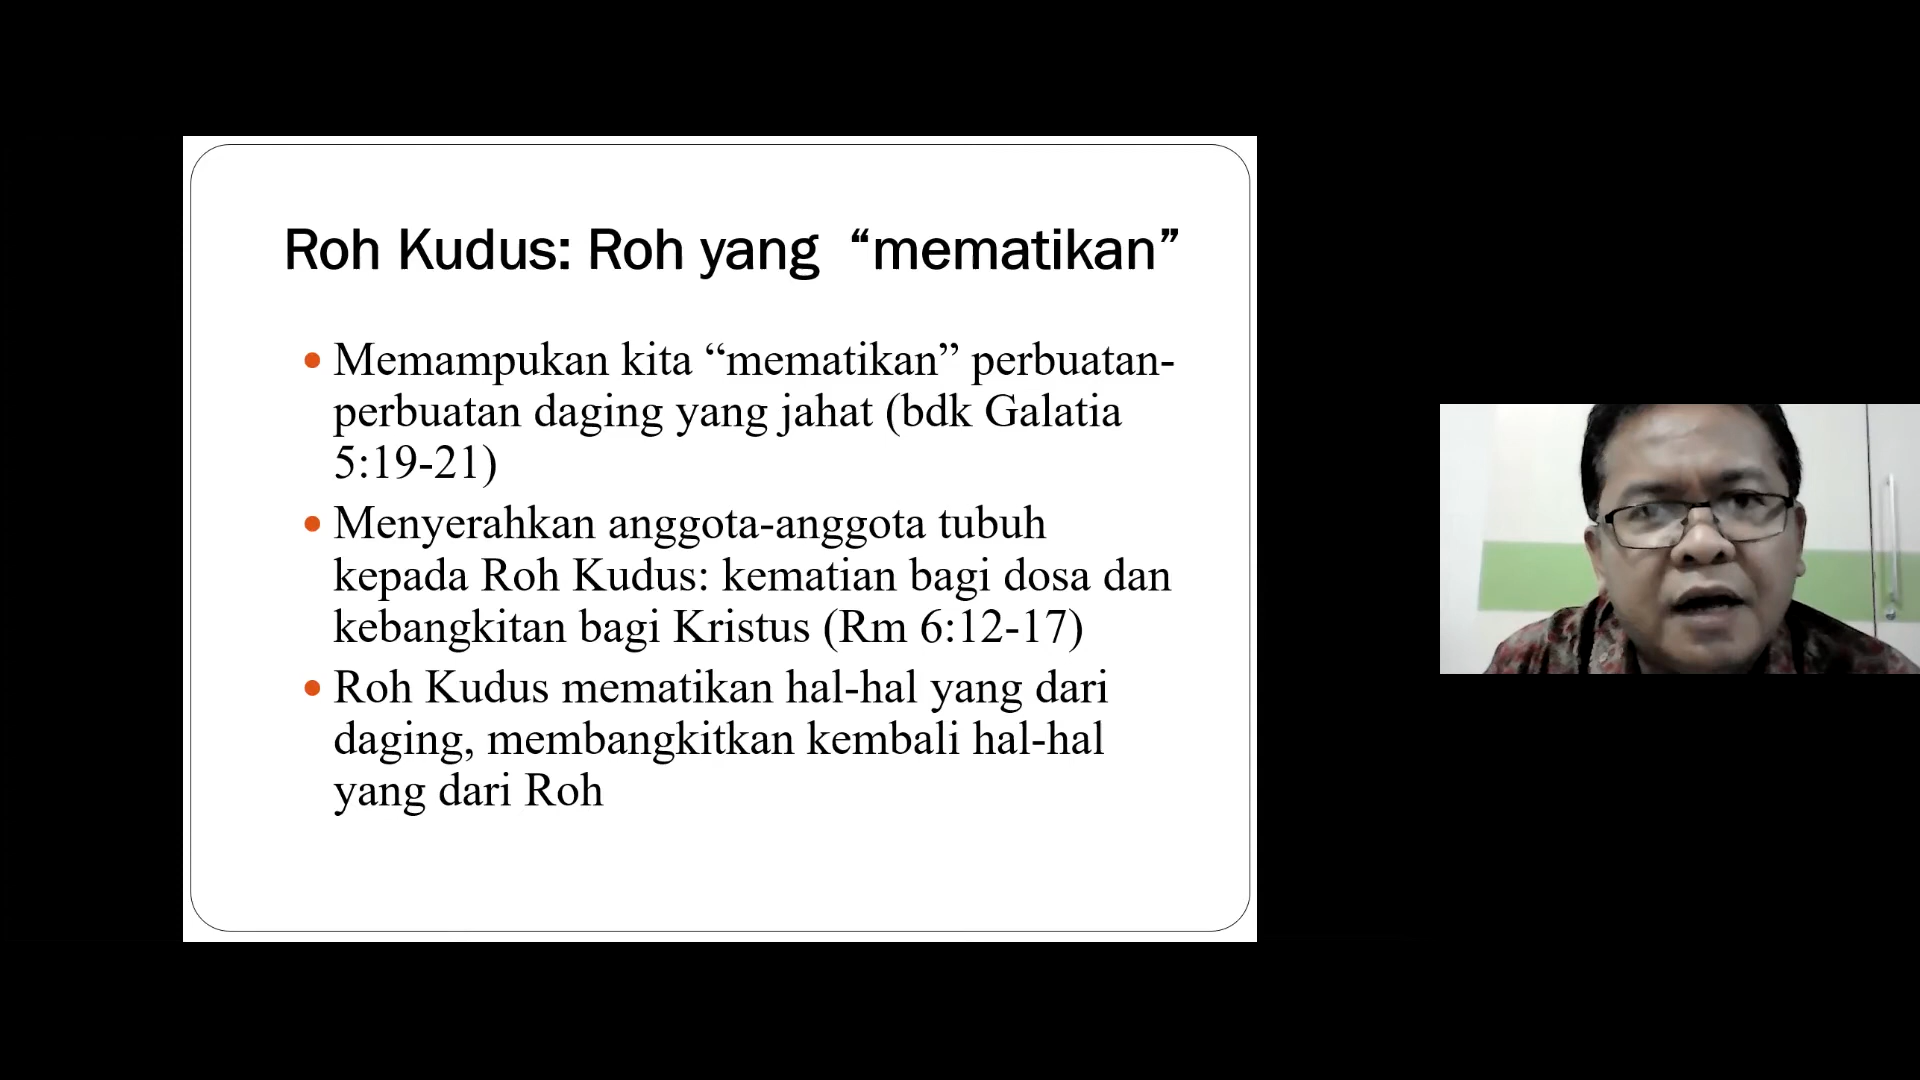 Roh Kudus: Roh yang “mematikan”
• Memampukan kita “mematikan” perbuatan-
perbuatan daging yang jahat (bdk Galatia
5:19-21)
• Menyerahkan anggota-anggota tubuh
kepada Roh Kudus: kematian bagi dosa dan
kebangkitan bagi Kristus (Rm 6:12-17)
• Roh Kudus mematikan hal-hal yang dari
daging, membangkitkan kembali hal-hal
yang dari Roh